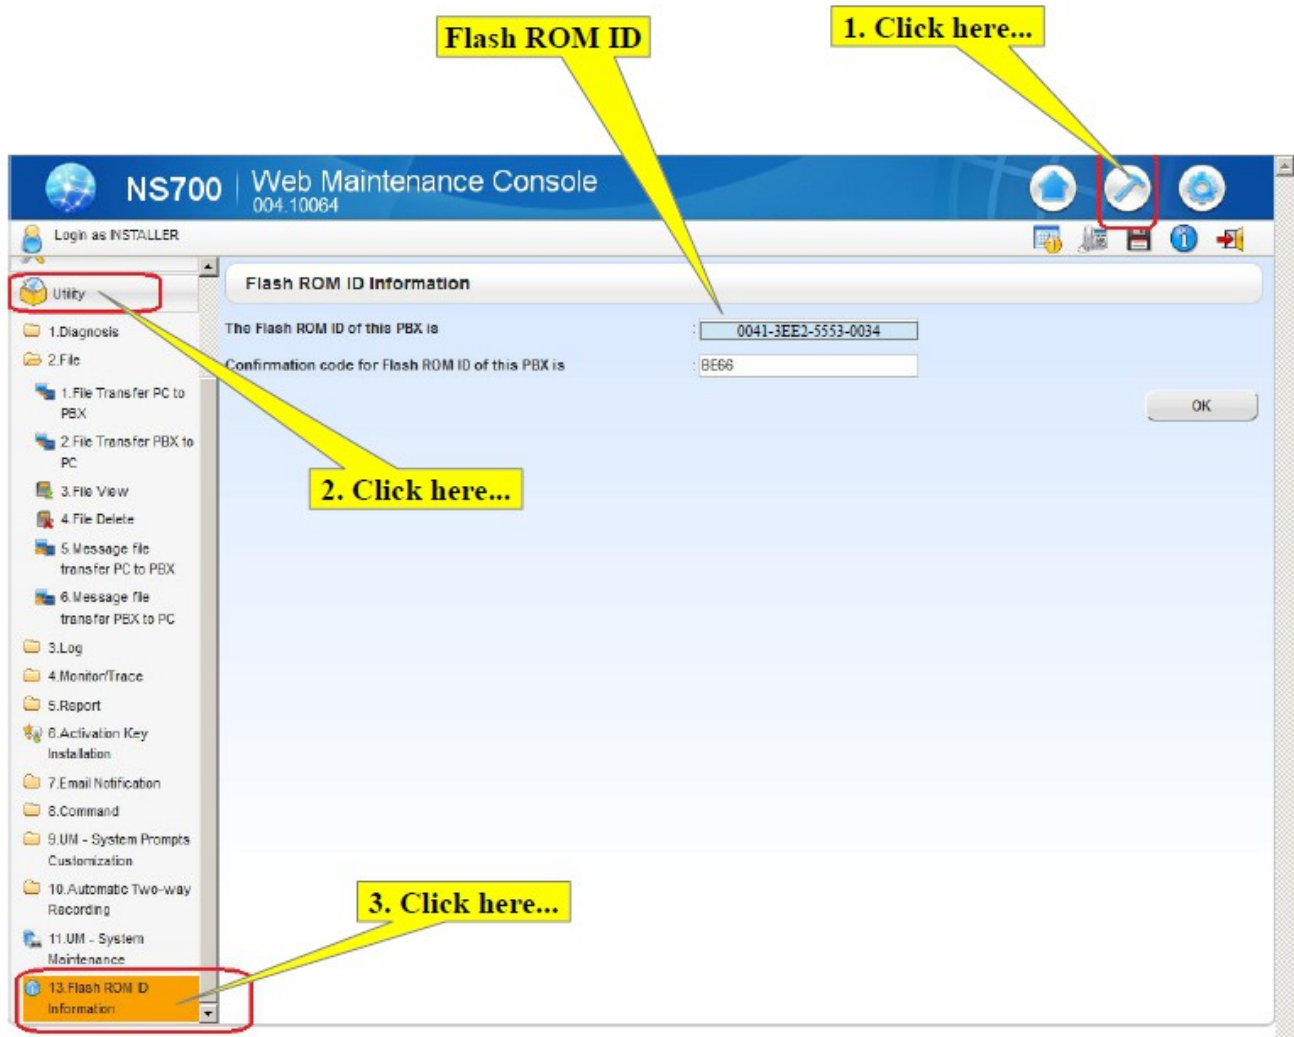 Flash ROM ID
1. Click here...
NS700
Web Maintenance Console
004.10064
Login as INSTALLER
Utility
1.Diagnosis
2.File
1.File Transfer PC to
PBX
2.File Transfer PBX to
PC
3.File View
4.File Delete
5.Message file
transfer PC to PBX
6.Message file
transfer PBX to PC
3.Log
4.Monitor/Trace
5.Report
6.Activation Key
Installation
7.Email Notification
8.Command
9.UM - System Prompts
Customization
10.Automatic Two-way
Recording
11.UM - System
Maintenance
13.Flash ROM ID
Information
Flash ROM ID Information
The Flash ROM ID of this PBX is
: 0041-3EE2-5553-0034
Confirmation code for Flash ROM ID of this PBX is
: BE66
OK
2. Click here...
3. Click here...